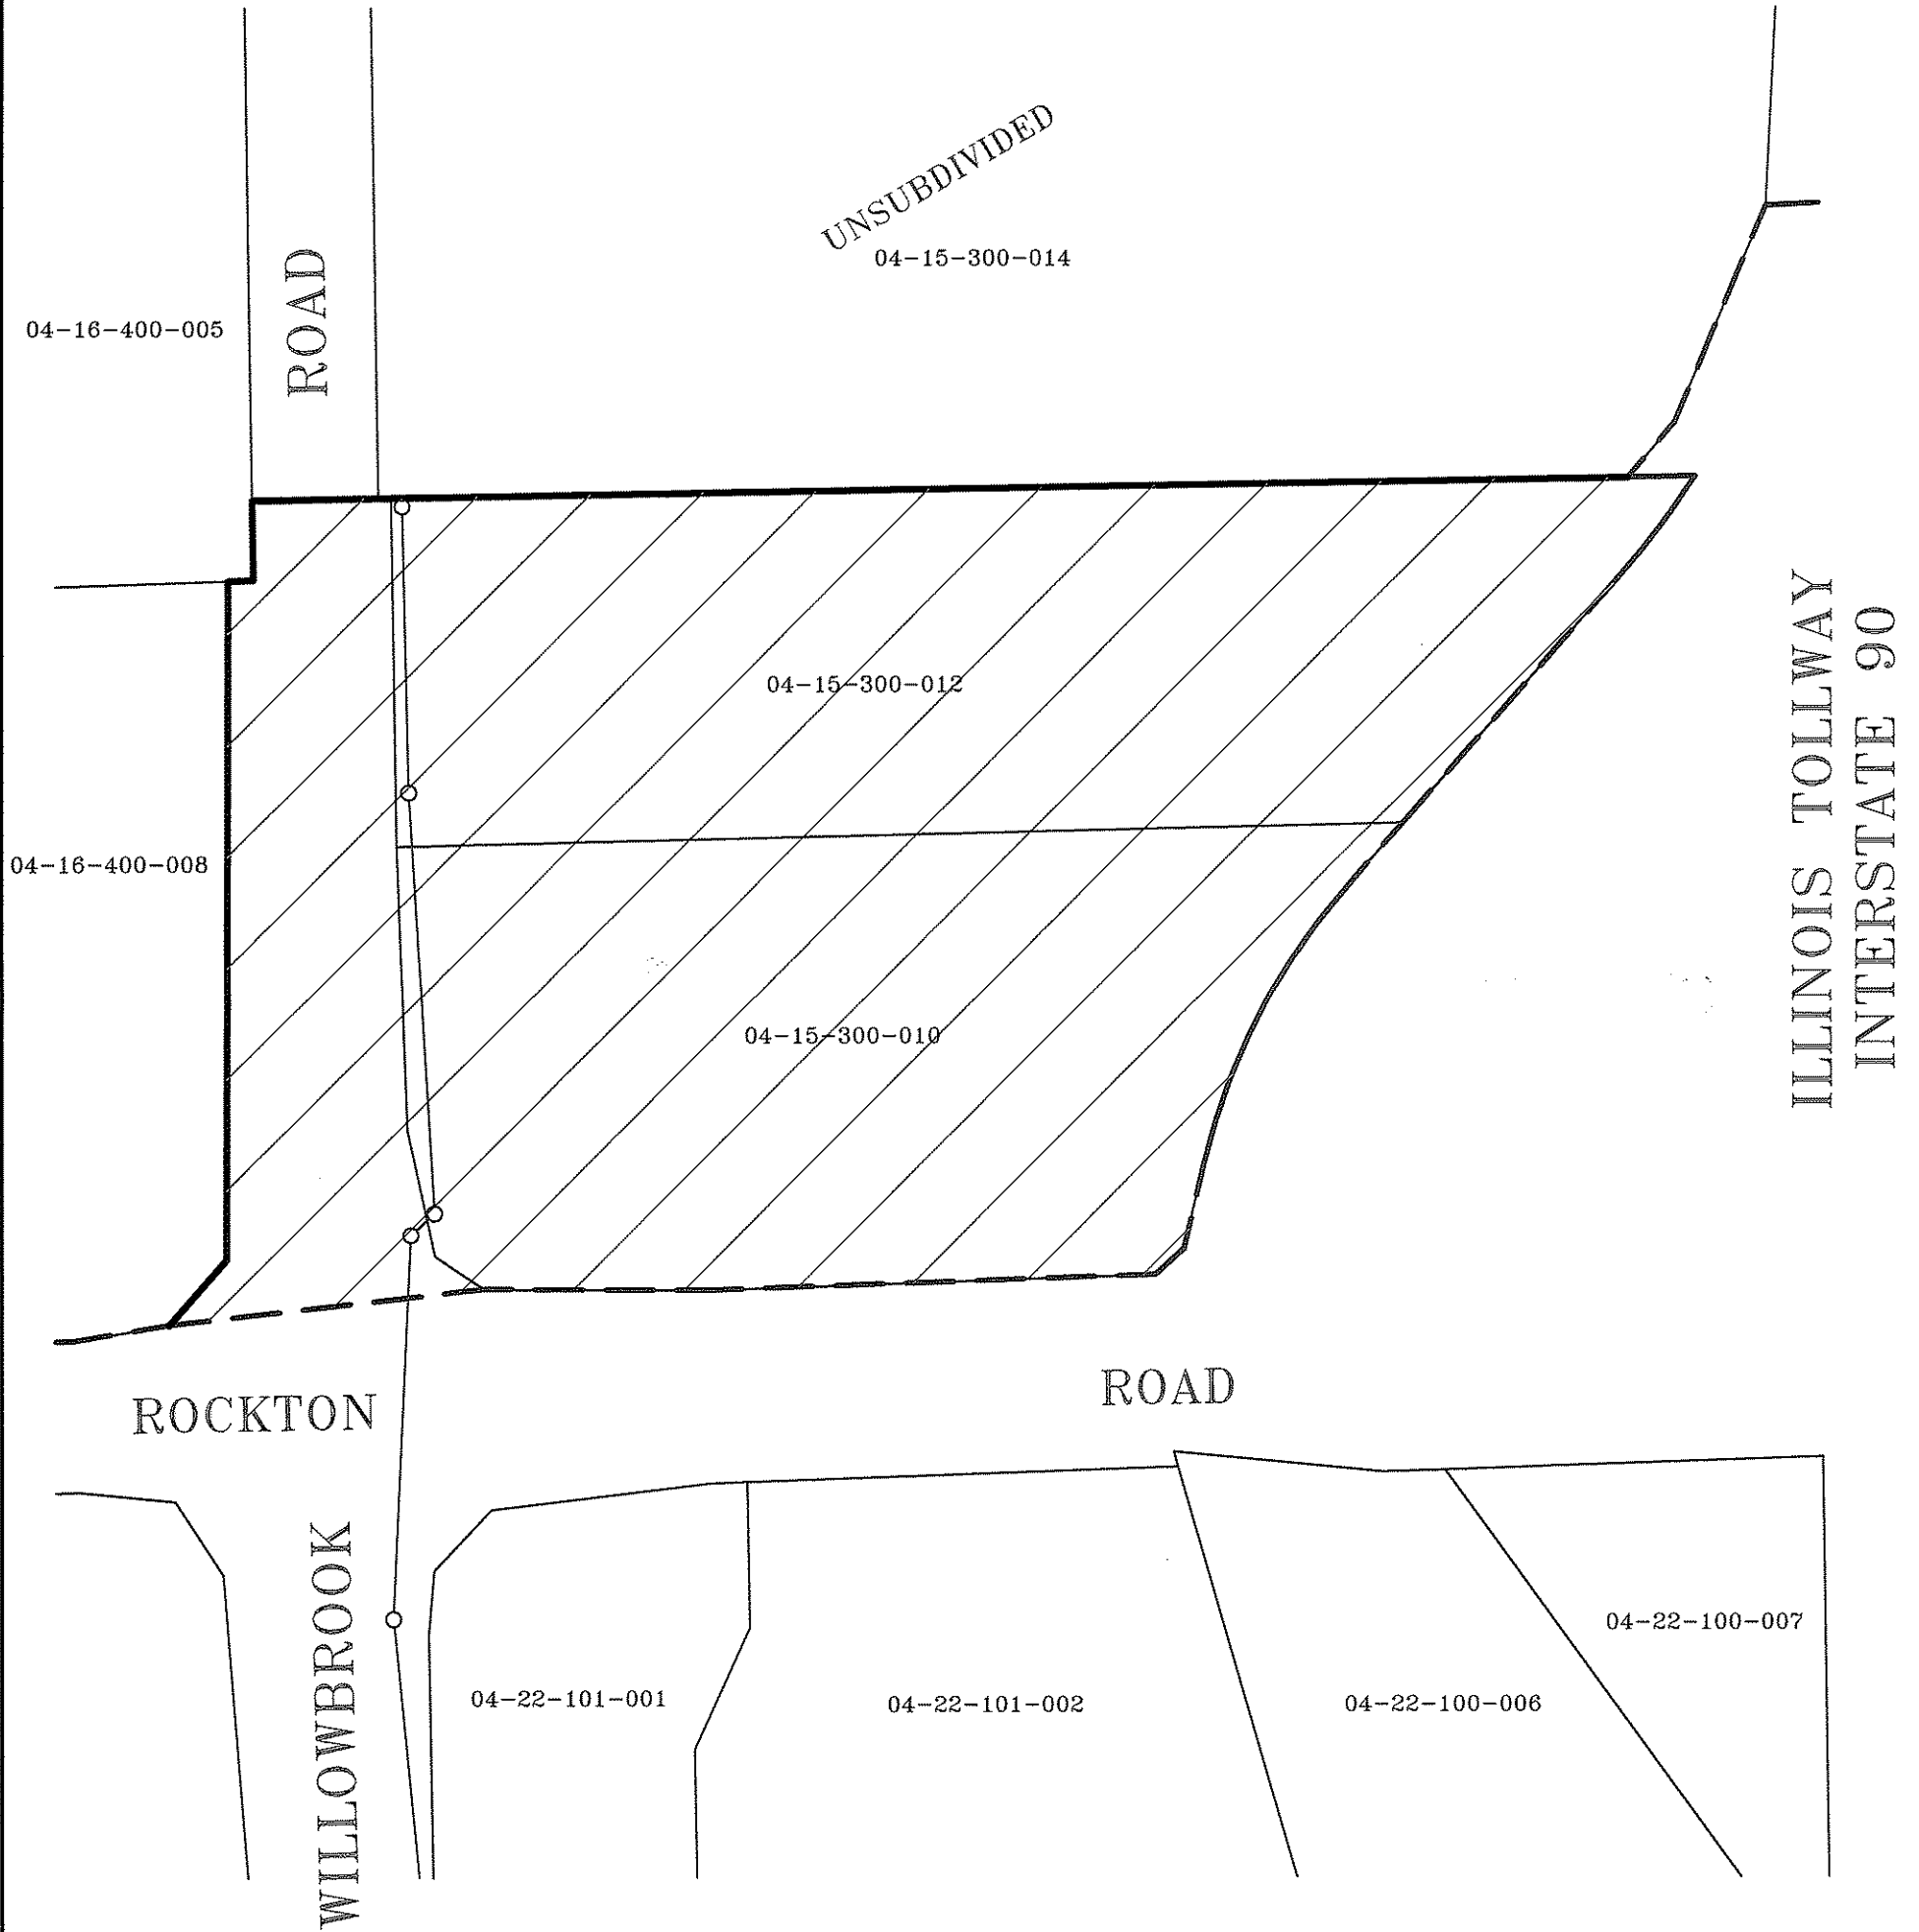 UNSUBDIVIDED
04-15-300-014
ROAD
04-16-400-005
04-15-300-012
ILLINOIS TOLLWAY
INTERSTATE 90
04-16-400-008
04-15-300-010
ROCKTON
ROAD
WILLOWBROOK
04-22-101-001
04-22-101-002
04-22-100-006
04-22-100-007